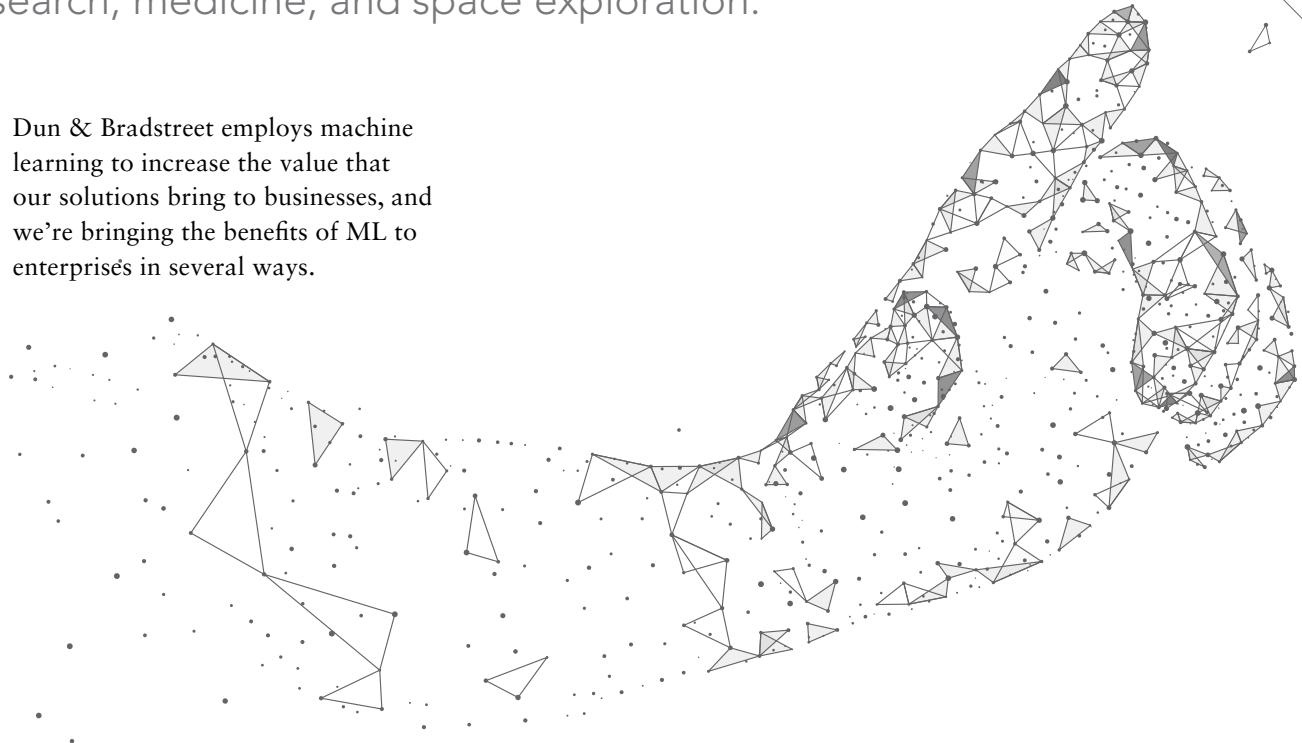 search, medicine, and space exploration.
Dun & Bradstreet employs machine
learning to increase the value that
our solutions bring to businesses, and
we’re bringing the benefits of ML to
enterprises in several ways.